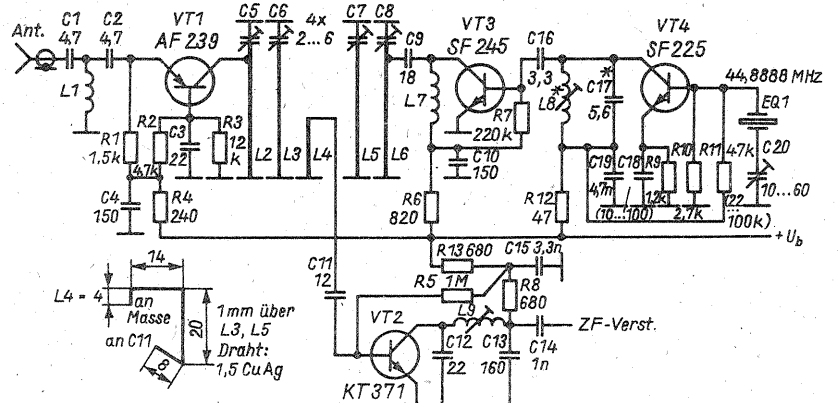 Ant.
C1
4,7
C2
4,7
VT1
AF 239
C5
C6
4x
2...6
C7
C8
C9
18
VT3
SF 245
C16
3,3
VT4
SF 225
44,8888 MHz
EQ1
C20
10...60
L1
R1
1,5k
R2
4,7k
C3
22
R3
12
k
L2
L3
L4
L5
L6
L7
R7
220k
L8
*
*
C17
5,6
C4
150
R4
240
C10
150
R6
820
R12
47
C19
4,7n
C18
(10...100)
R9
1,2k
R10
2,7k
R11
47k
(22
...
100k)
+Ub
R13 680
C15 3,3n
R5
1M
R8
680
C11
12
VT2
KT371
L9
C12
22
C13
160
C14
1n
ZF-Verst.
14
L4 = 4
an
Masse
20
an C11
8
1mm über
L3, L5
Draht:
1,5 CuAg